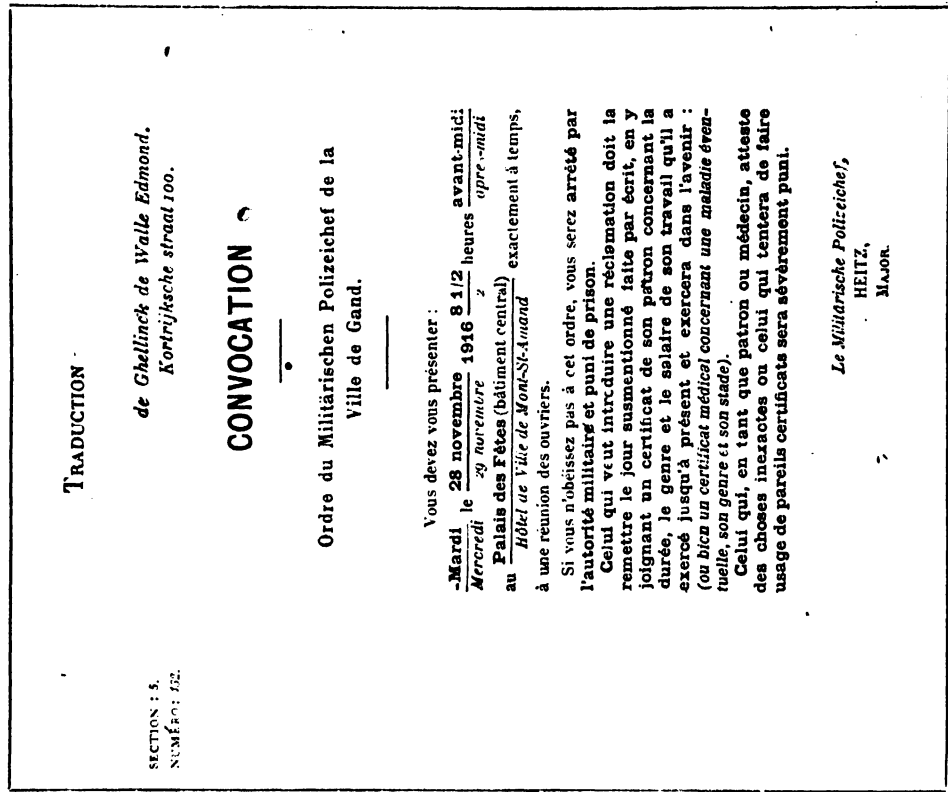 TRADUCTION
SECTION : 5.
NUMÉRO : 152.
de Ghellinck de Walle Edmond.
Kortrijksche straat 100.
CONVOCATION
Ordre du Militärischen Polizeichef de la
Ville de Gand.
Vous devez vous présenter :
-Mardi le 28 novembre 1916 8 1/2 heures avant-midi
Mercredi 29 novembre 2 apres-midi
au Palais des Fêtes (bâtiment central) exactement à temps,
Hôtel de Ville de Mont-St-Amand
à une réunion des ouvriers.
Si vous n'obéissez pas à cet ordre, vous serez arrêté par
l'autorité militaire et puni de prison.
Celui qui veut introduire une réclamation doit la
remettre le jour susmentionné faite par écrit, en y
joignant un certificat de son patron concernant la
durée, le genre et le salaire de son travail qu'il a
exercé jusqu'à présent et exercera dans l'avenir :
(ou bien un certificat médical concernant une maladie éven-
tuelle, son genre et son stade).
Celui qui, en tant que patron ou médecin, atteste
des choses inexactes ou celui qui tentera de faire
usage de pareils certificats sera sévèrement puni.
Le Militärische Polizeichef,
HEITZ,
MAJOR.